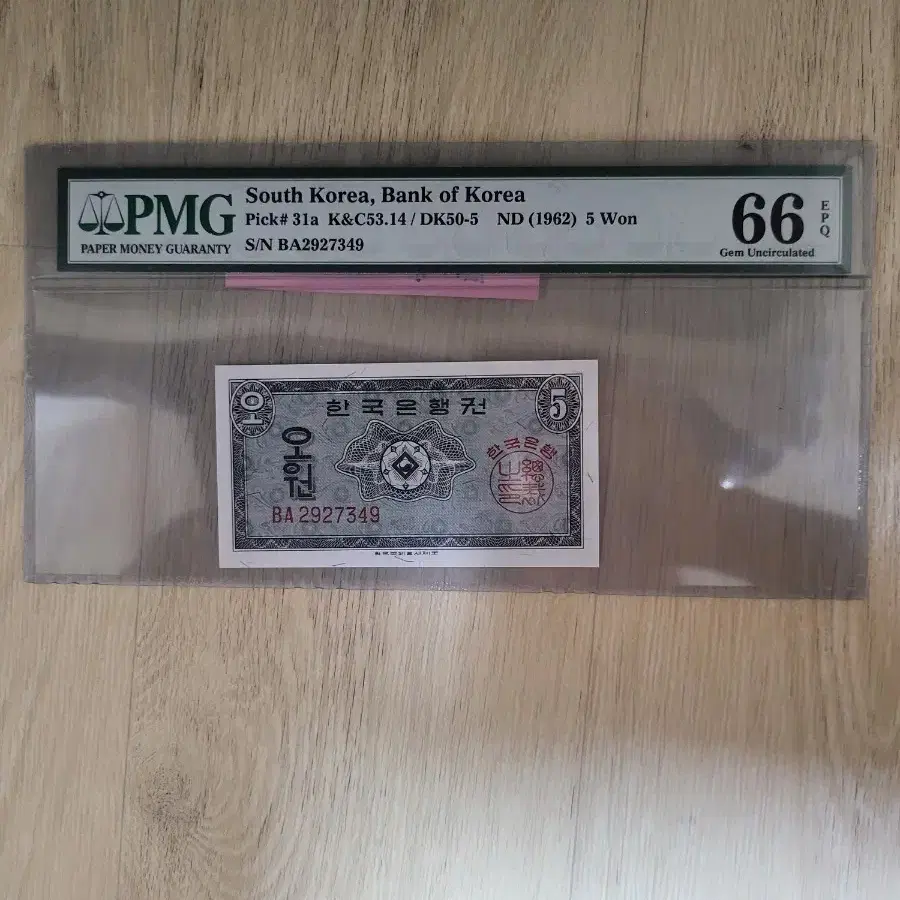 PMG
PAPER MONEY GUARANTY
South Korea, Bank of Korea
Pick# 31a K&C53.14 / DK50-5 ND (1962) 5 Won
S/N BA2927349
66
EPQ
Gem Uncirculated
오
한국은행권
5
오원
한국은행
BA 2927349